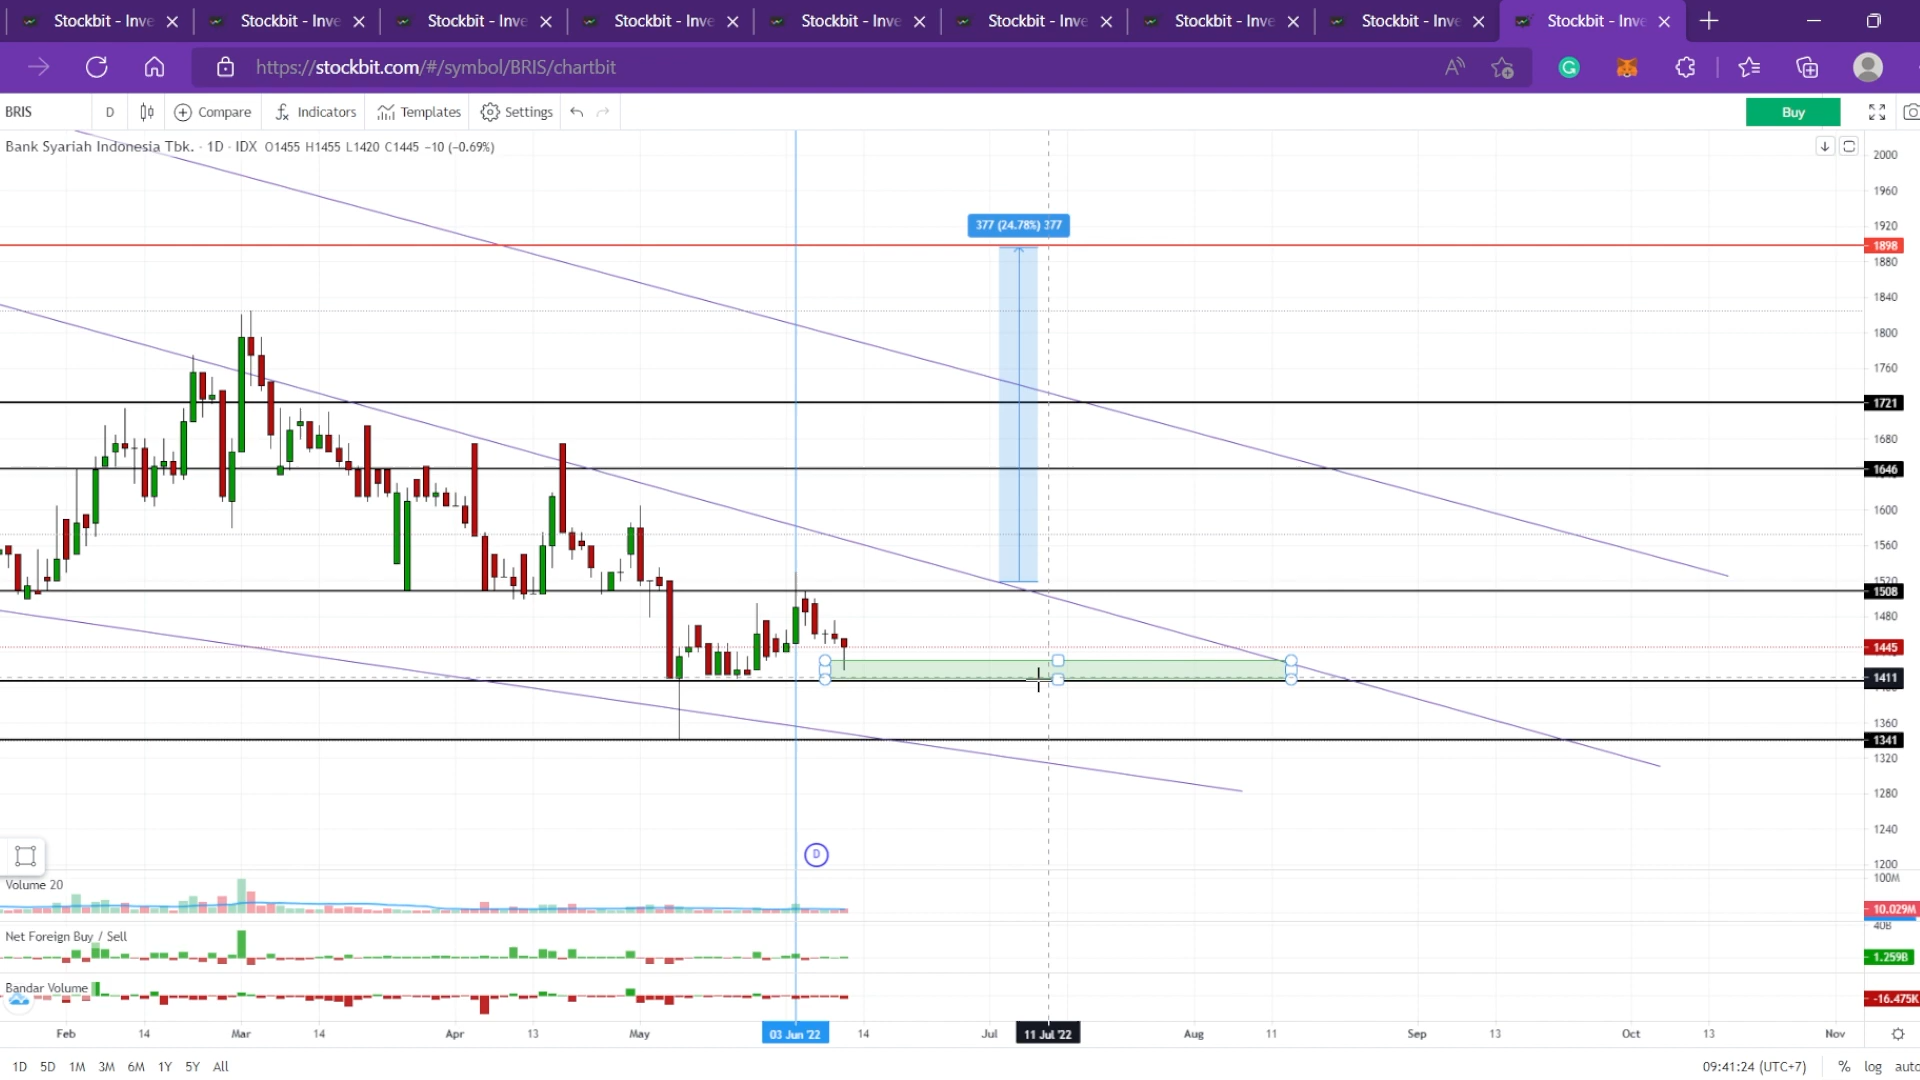 Stockbit - Inve Stockbit - Inve Stockbit - Inve Stockbit - Inve Stockbit - Inve Stockbit - Inve Stockbit - Inve Stockbit - Inve Stockbit - Inve
https://stockbit.com/#/symbol/BRIS/chartbit
BRIS D Compare Indicators Templates Settings Buy
Bank Syariah Indonesia Tbk. · 1D · IDX O1455 H1455 L1420 C1445 −10 (−0.69%)
2000
1960
1920
377 (24.78%) 377
1898
1880
1840
1800
1760
1721
1680
1646
1600
1560
1520
1508
1480
1445
1411
1360
1341
1320
1280
1240
D
1200
Volume 20
100M
10.029M
40B
Net Foreign Buy / Sell
1.259B
Bandar Volume
-16.475K
Feb 14 Mar 14 Apr 13 May 03 Jun '22 14 Jul 11 Jul '22 Aug 11 Sep 13 Oct 13 Nov
1D 5D 1M 3M 6M 1Y 5Y All 09:41:24 (UTC+7) % log auto